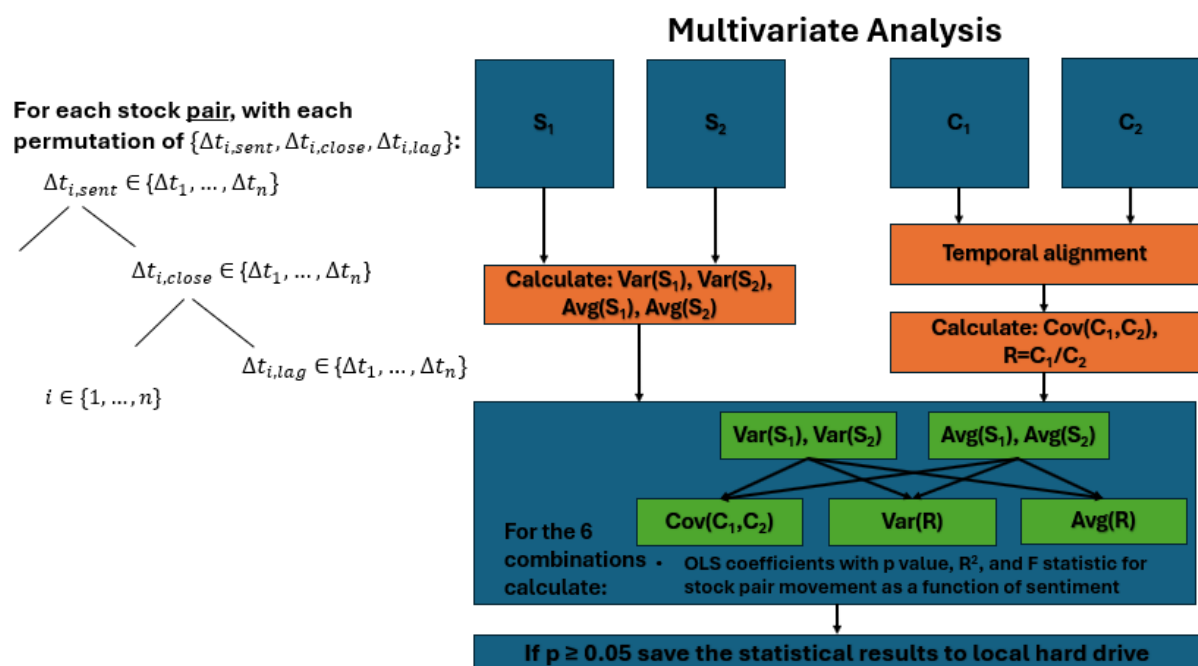 Multivariate Analysis
For each stock pair, with each
permutation of {Δt_{i,sent}, Δt_{i,close}, Δt_{i,lag}}:
Δt_{i,sent} ∈ {Δt₁, … , Δt_n}
Δt_{i,close} ∈ {Δt₁, … , Δt_n}
Δt_{i,lag} ∈ {Δt₁, … , Δt_n}
i ∈ {1, … , n}
S₁
S₂
C₁
C₂
Calculate: Var(S₁), Var(S₂),
Avg(S₁), Avg(S₂)
Temporal alignment
Calculate: Cov(C₁,C₂),
R=C₁/C₂
Var(S₁), Var(S₂)
Avg(S₁), Avg(S₂)
Cov(C₁,C₂)
Var(R)
Avg(R)
For the 6
combinations
calculate:
• OLS coefficients with p value, R², and F statistic for
stock pair movement as a function of sentiment
If p ≥ 0.05 save the statistical results to local hard drive